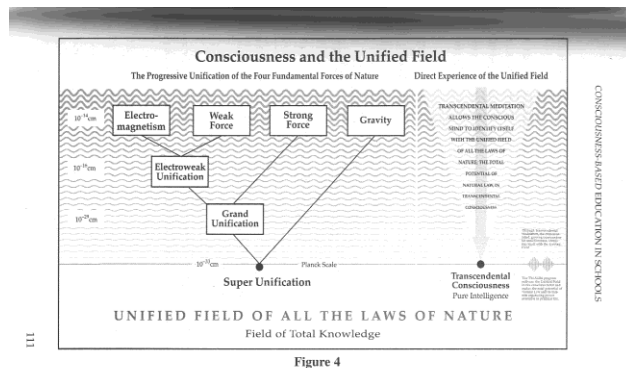 Consciousness and the Unified Field
The Progressive Unification of the Four Fundamental Forces of Nature
Direct Experience of the Unified Field
10⁻¹⁴cm
Electro-
magnetism
Weak
Force
Strong
Force
Gravity
10⁻¹⁶cm
Electroweak
Unification
10⁻²⁹cm
Grand
Unification
10⁻³³cm
Planck Scale
Super Unification
TRANSCENDENTAL MEDITATION
ALLOWS THE CONSCIOUS
MIND TO IDENTIFY ITSELF
WITH THE UNIFIED FIELD
OF ALL THE LAWS OF
NATURE, THE TOTAL
POTENTIAL OF
NATURAL LAW, IN
TRANSCENDENTAL
CONSCIOUSNESS
Transcendental
Consciousness
Pure Intelligence
UNIFIED FIELD OF ALL THE LAWS OF NATURE
Field of Total Knowledge
Figure 4
CONSCIOUSNESS-BASED EDUCATION IN SCHOOLS
111